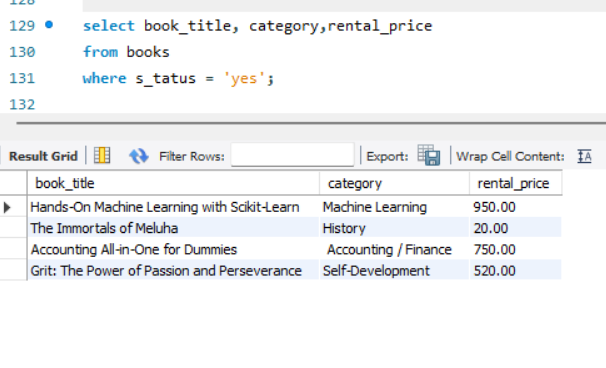 128
129 select book_title, category,rental_price
130 from books
131 where s_tatus = 'yes';
132
Result Grid Filter Rows: Export: Wrap Cell Content: IA
book_title category rental_price
Hands-On Machine Learning with Scikit-Learn Machine Learning 950.00
The Immortals of Meluha History 20.00
Accounting All-in-One for Dummies Accounting / Finance 750.00
Grit: The Power of Passion and Perseverance Self-Development 520.00